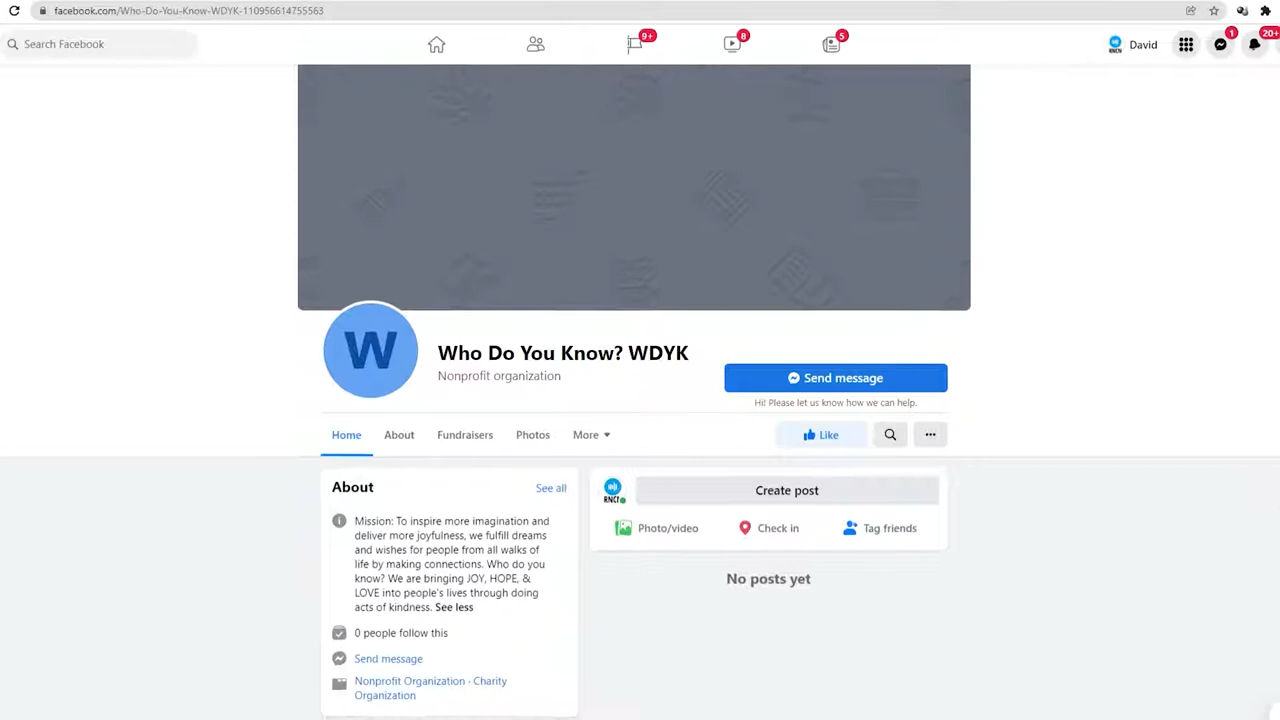 facebook.com/Who-Do-You-Know-WDYK-110956614755563
Search Facebook
9+
8
5
David
1
20+
W
Who Do You Know? WDYK
Nonprofit organization
Send message
Hi! Please let us know how we can help.
Home
About
Fundraisers
Photos
More
Like
About
See all
Mission: To inspire more imagination and
deliver more joyfulness, we fulfill dreams
and wishes for people from all walks of
life by making connections. Who do you
know? We are bringing JOY, HOPE, &
LOVE into people's lives through doing
acts of kindness. See less
0 people follow this
Send message
Nonprofit Organization · Charity
Organization
Create post
Photo/video
Check in
Tag friends
No posts yet